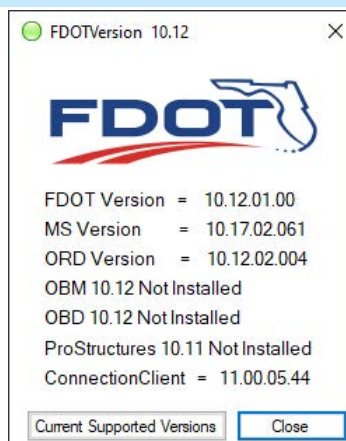 FDOTVersion 10.12
FDOT
FDOT Version = 10.12.01.00
MS Version = 10.17.02.061
ORD Version = 10.12.02.004
OBM 10.12 Not Installed
OBD 10.12 Not Installed
ProStructures 10.11 Not Installed
ConnectionClient = 11.00.05.44
Current Supported Versions Close